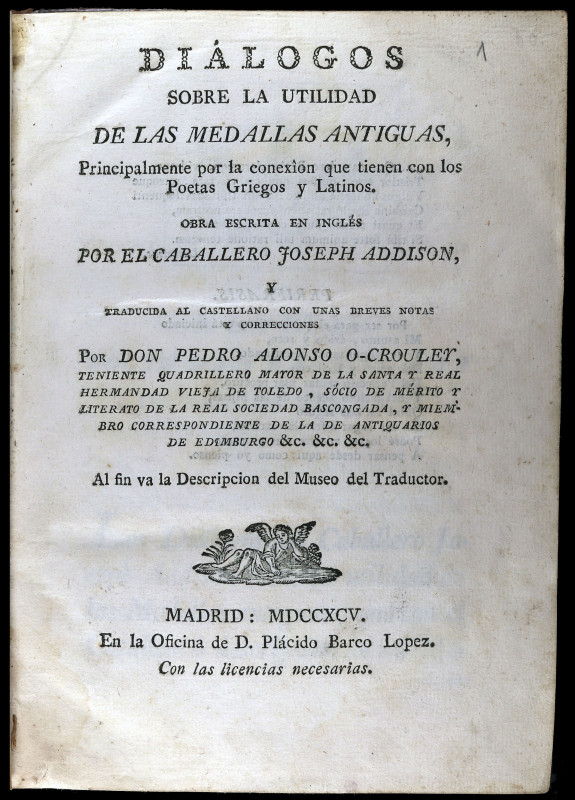 1
DIÁLOGOS
SOBRE LA UTILIDAD
DE LAS MEDALLAS ANTIGUAS,
Principalmente por la conexîon que tienen con los
Poetas Griegos y Latinos.
OBRA ESCRITA EN INGLÉS
POR EL CABALLERO JOSEPH ADDISON,
Y
TRADUCIDA AL CASTELLANO CON UNAS BREVES NOTAS
Y CORRECCIONES
POR DON PEDRO ALONSO O-CROULEY,
TENIENTE QUADRILLERO MAYOR DE LA SANTA Y REAL
HERMANDAD VIEJA DE TOLEDO, SÓCIO DE MÉRITO Y
LITERATO DE LA REAL SOCIEDAD BASCONGADA, Y MIEM-
BRO CORRESPONDIENTE DE LA DE ANTIQUARIOS
DE EDIMBURGO &c. &c. &c.
Al fin va la Descripcion del Museo del Traductor.
MADRID: MDCCXCV.
En la Oficina de D. Plácido Barco Lopez.
Con las licencias necesarias.